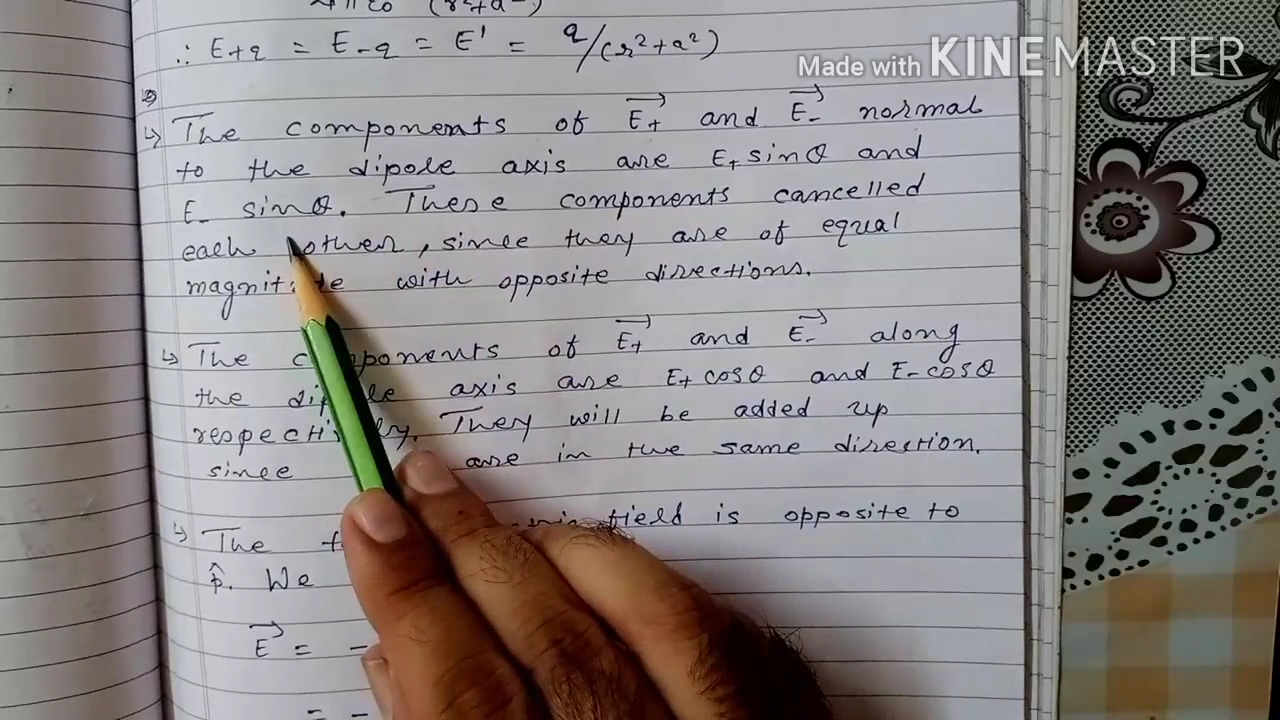 ∴ E+q = E-q = E' = q/(r²+a²)
Made with KINEMASTER
↳ The components of E₊ and E₋ normal
to the dipole axis are E₊ sinθ and
E₋ sinθ. These components cancelled
each other, since they are of equal
magnitude with opposite directions.
↳ The components of E₊ and E₋ along
the dipole axis are E₊ cosθ and E₋ cosθ
respectively. They will be added up
since are in the same direction.
↳ The field is opposite to
p̂. We
E = -
= -